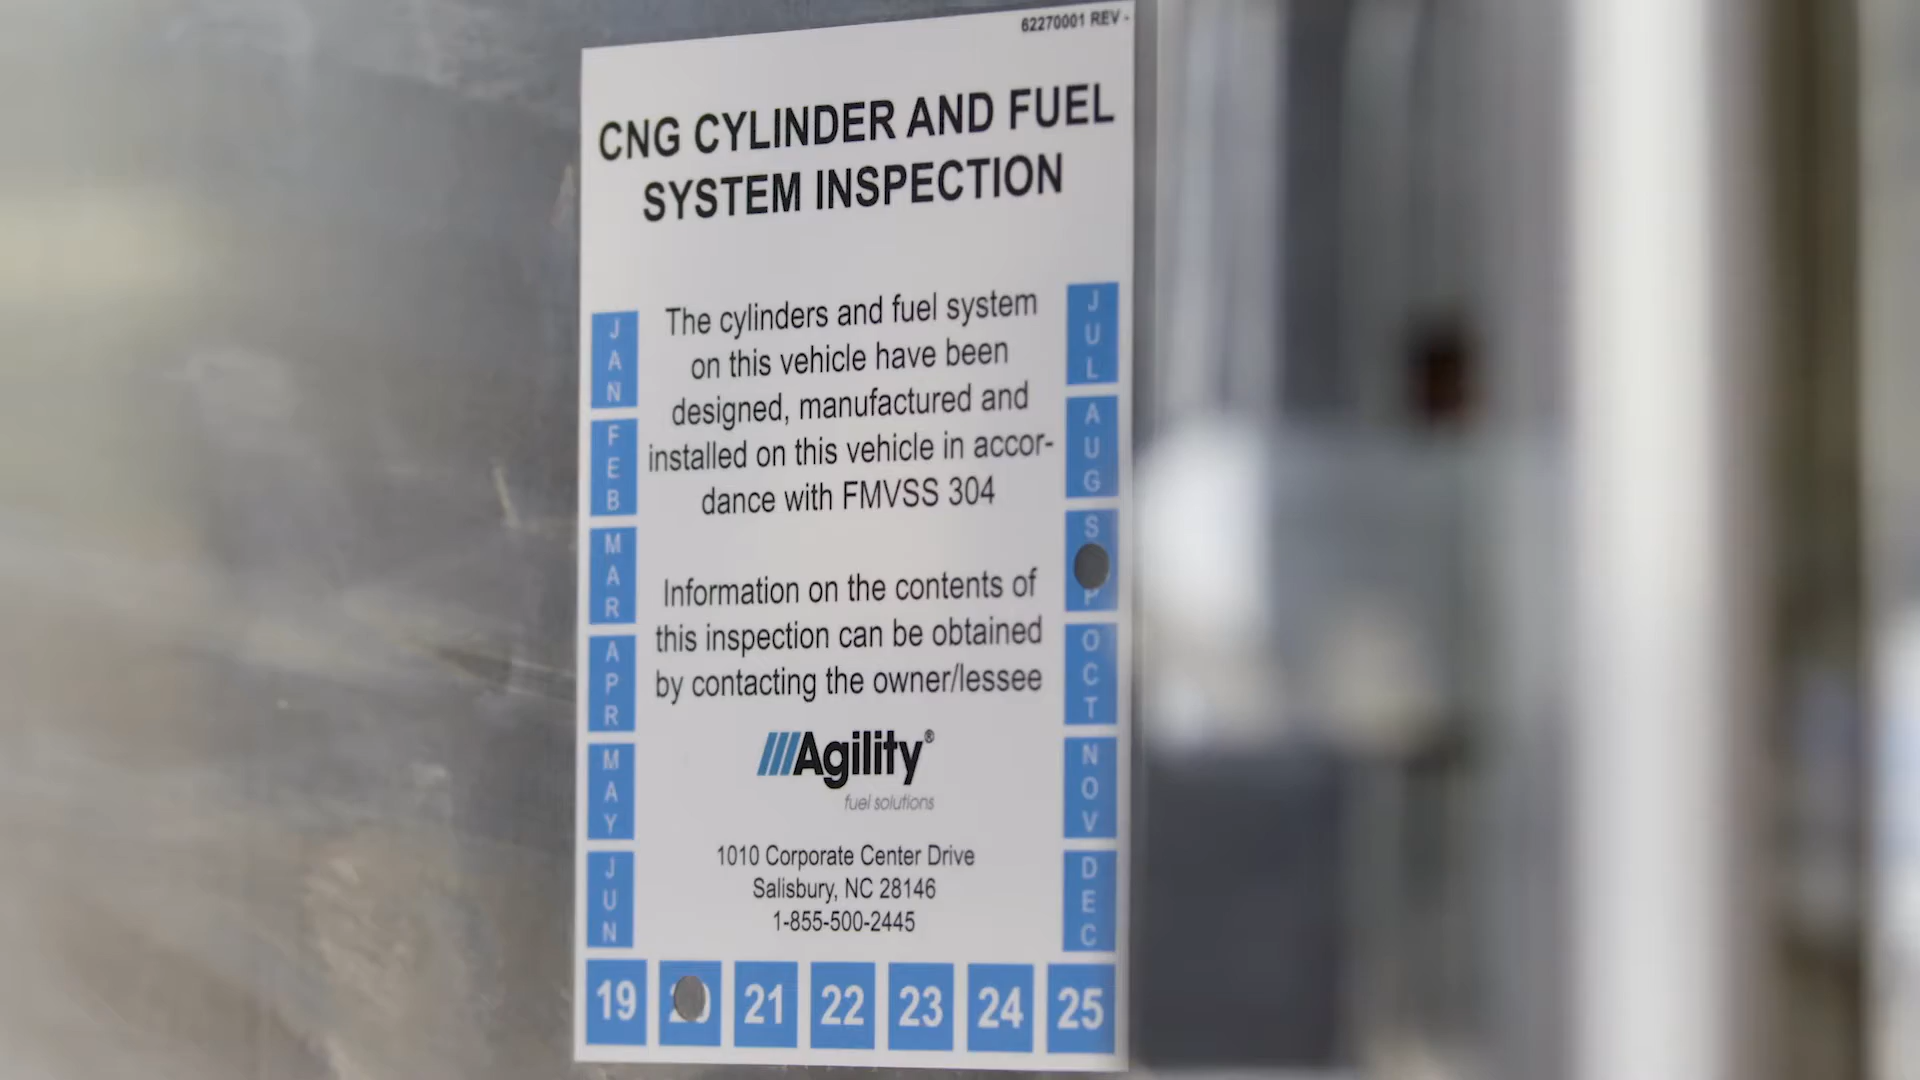 62270001 REV -
CNG CYLINDER AND FUEL
SYSTEM INSPECTION
The cylinders and fuel system
on this vehicle have been
designed, manufactured and
installed on this vehicle in accor-
dance with FMVSS 304
Information on the contents of
this inspection can be obtained
by contacting the owner/lessee
Agility®
fuel solutions
1010 Corporate Center Drive
Salisbury, NC 28146
1-855-500-2445
JAN
FEB
MAR
APR
MAY
JUN
JUL
AUG
S P
OCT
NOV
DEC
19 20 21 22 23 24 25